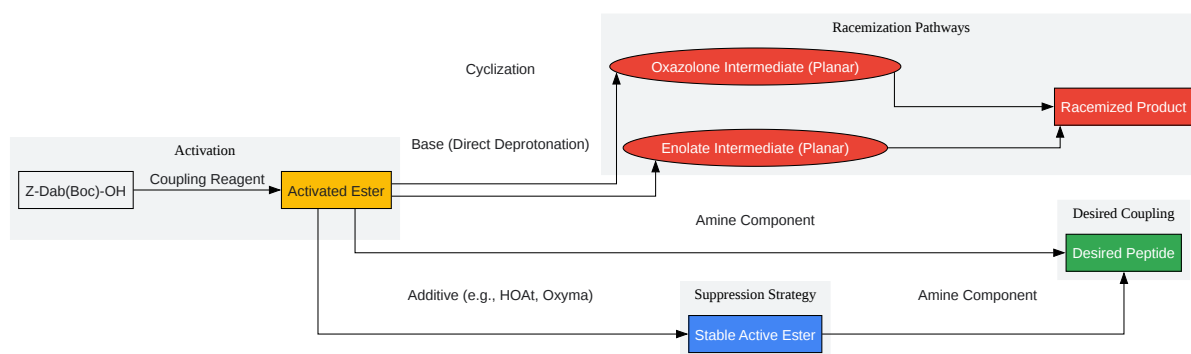 Racemization Pathways
Cyclization
Oxazolone Intermediate (Planar)
Racemized Product
Base (Direct Deprotonation)
Enolate Intermediate (Planar)
Activation
Z-Dab(Boc)-OH
Coupling Reagent
Activated Ester
Amine Component
Desired Coupling
Desired Peptide
Additive (e.g., HOAt, Oxyma)
Suppression Strategy
Amine Component
Stable Active Ester